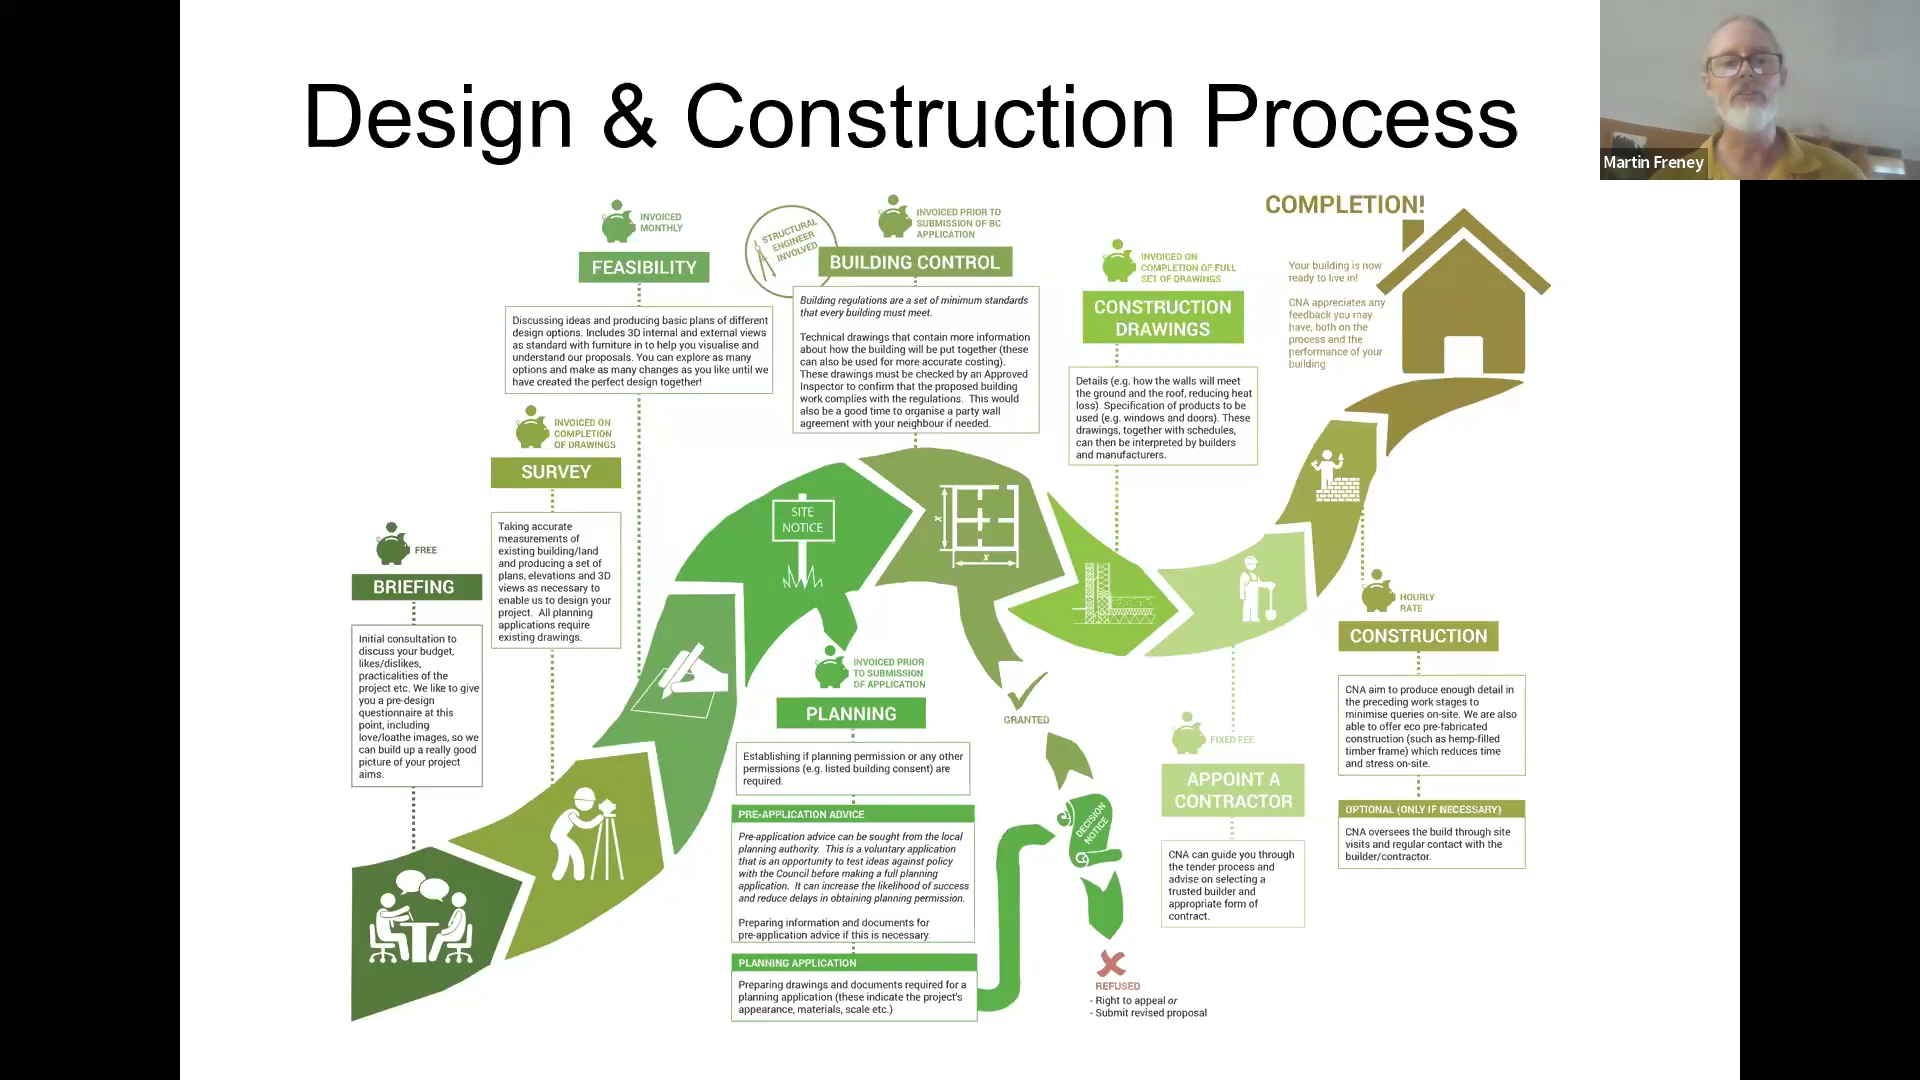 Design & Construction Process
Martin Freney
FREE
BRIEFING
Initial consultation to
discuss your budget,
likes/dislikes,
practicalities of the
project etc. We like to give
you a pre-design
questionnaire at this
point, including
love/loathe images, so we
can build up a really good
picture of your project
aims.
INVOICED ON
COMPLETION
OF DRAWINGS
SURVEY
Taking accurate
measurements of
existing building/land
and producing a set of
plans, elevations and 3D
views as necessary to
enable us to design your
project. All planning
applications require
existing drawings.
INVOICED
MONTHLY
FEASIBILITY
Discussing ideas and producing basic plans of different
design options. Includes 3D internal and external views
as standard with furniture in to help you visualise and
understand our proposals. You can explore as many
options and make as many changes as you like until we
have created the perfect design together!
SITE
NOTICE
INVOICED PRIOR
TO SUBMISSION
OF APPLICATION
PLANNING
Establishing if planning permission or any other
permissions (e.g. listed building consent) are
required.
PRE-APPLICATION ADVICE
Pre-application advice can be sought from the local
planning authority. This is a voluntary application
that is an opportunity to test ideas against policy
with the Council before making a full planning
application. It can increase the likelihood of success
and reduce delays in obtaining planning permission.
Preparing information and documents for
pre-application advice if this is necessary.
PLANNING APPLICATION
Preparing drawings and documents required for a
planning application (these indicate the project's
appearance, materials, scale etc.)
DECISION
NOTICE
GRANTED
REFUSED
- Right to appeal or
- Submit revised proposal
STRUCTURAL
ENGINEER
INVOLVED
INVOICED PRIOR TO
SUBMISSION OF BC
APPLICATION
BUILDING CONTROL
Building regulations are a set of minimum standards
that every building must meet.
Technical drawings that contain more information
about how the building will be put together (these
can also be used for more accurate costing).
These drawings must be checked by an Approved
Inspector to confirm that the proposed building
work complies with the regulations. This would
also be a good time to organise a party wall
agreement with your neighbour if needed.
x
x
INVOICED ON
COMPLETION OF FULL
SET OF DRAWINGS
CONSTRUCTION
DRAWINGS
Details (e.g. how the walls will meet
the ground and the roof, reducing heat
loss). Specification of products to be
used (e.g. windows and doors). These
drawings, together with schedules,
can then be interpreted by builders
and manufacturers.
FIXED FEE
APPOINT A
CONTRACTOR
CNA can guide you through
the tender process and
advise on selecting a
trusted builder and
appropriate form of
contract.
HOURLY
RATE
CONSTRUCTION
CNA aim to produce enough detail in
the preceding work stages to
minimise queries on-site. We are also
able to offer eco pre-fabricated
construction (such as hemp-filled
timber frame) which reduces time
and stress on-site.
OPTIONAL (ONLY IF NECESSARY)
CNA oversees the build through site
visits and regular contact with the
builder/contractor.
COMPLETION!
Your building is now
ready to live in!
CNA appreciates any
feedback you may
have, both on the
process and the
performance of your
building